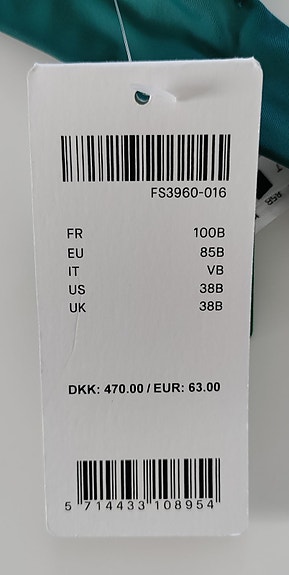 FS3960-016
FR 100B
EU 85B
IT VB
US 38B
UK 38B
DKK: 470.00 / EUR: 63.00
5 714433 108954